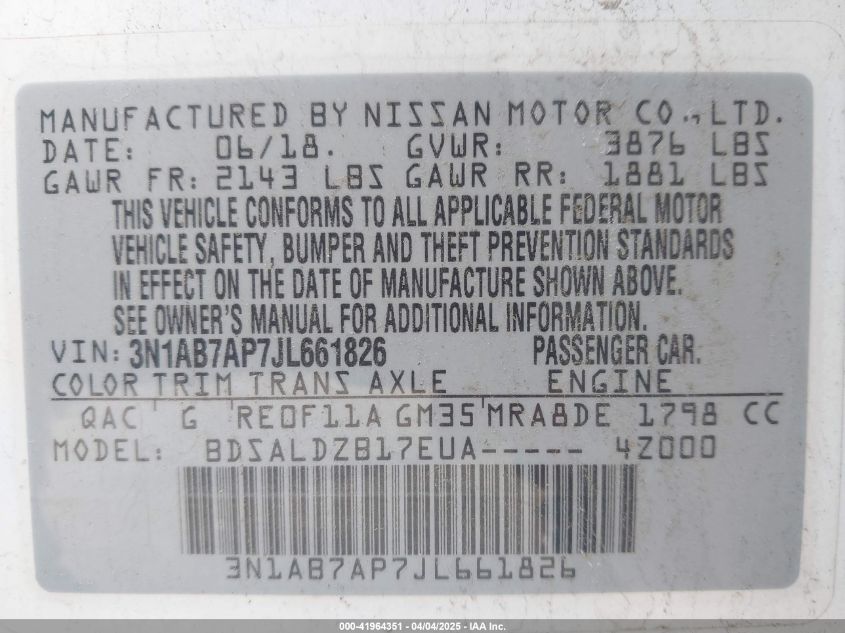 MANUFACTURED BY NISSAN MOTOR CO.,LTD.
DATE: 06/18. GVWR: 3876 LBS
GAWR FR: 2143 LBS GAWR RR: 1881 LBS
THIS VEHICLE CONFORMS TO ALL APPLICABLE FEDERAL MOTOR
VEHICLE SAFETY, BUMPER AND THEFT PREVENTION STANDARDS
IN EFFECT ON THE DATE OF MANUFACTURE SHOWN ABOVE.
SEE OWNER'S MANUAL FOR ADDITIONAL INFORMATION.
VIN: 3N1AB7AP7JL661826 PASSENGER CAR.
COLOR TRIM TRANS AXLE ENGINE
QAC G RE0F11A GM35 MRA8DE 1798 CC
MODEL: BDSALDZB17EUA----- 4Z000
3N1AB7AP7JL661826
000-41964351 | 04/04/2025 - IAA Inc.